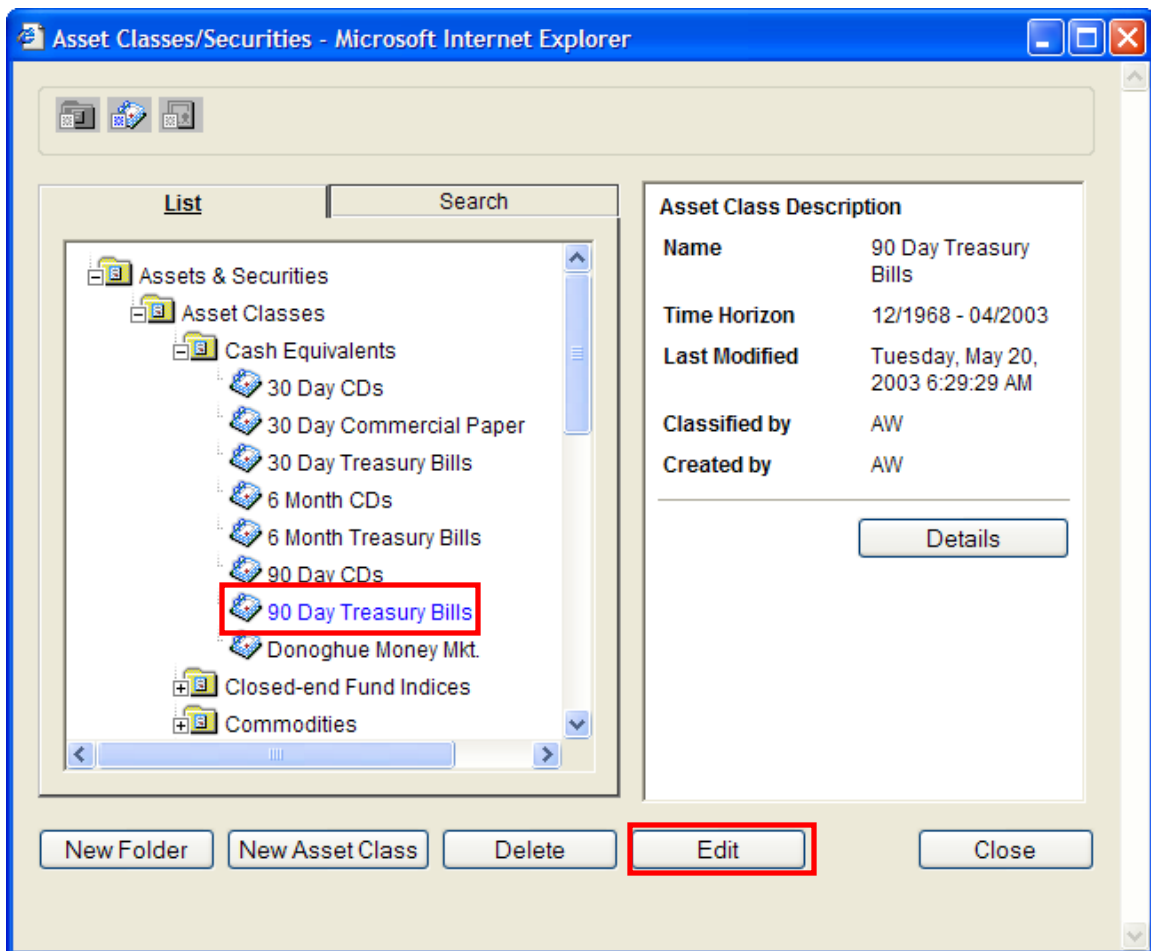 Asset Classes/Securities - Microsoft Internet Explorer
List
Search
Assets & Securities
Asset Classes
Cash Equivalents
30 Day CDs
30 Day Commercial Paper
30 Day Treasury Bills
6 Month CDs
6 Month Treasury Bills
90 Day CDs
90 Day Treasury Bills
Donoghue Money Mkt.
Closed-end Fund Indices
Commodities
Asset Class Description
Name 90 Day Treasury
Bills
Time Horizon 12/1968 - 04/2003
Last Modified Tuesday, May 20,
2003 6:29:29 AM
Classified by AW
Created by AW
Details
New Folder
New Asset Class
Delete
Edit
Close